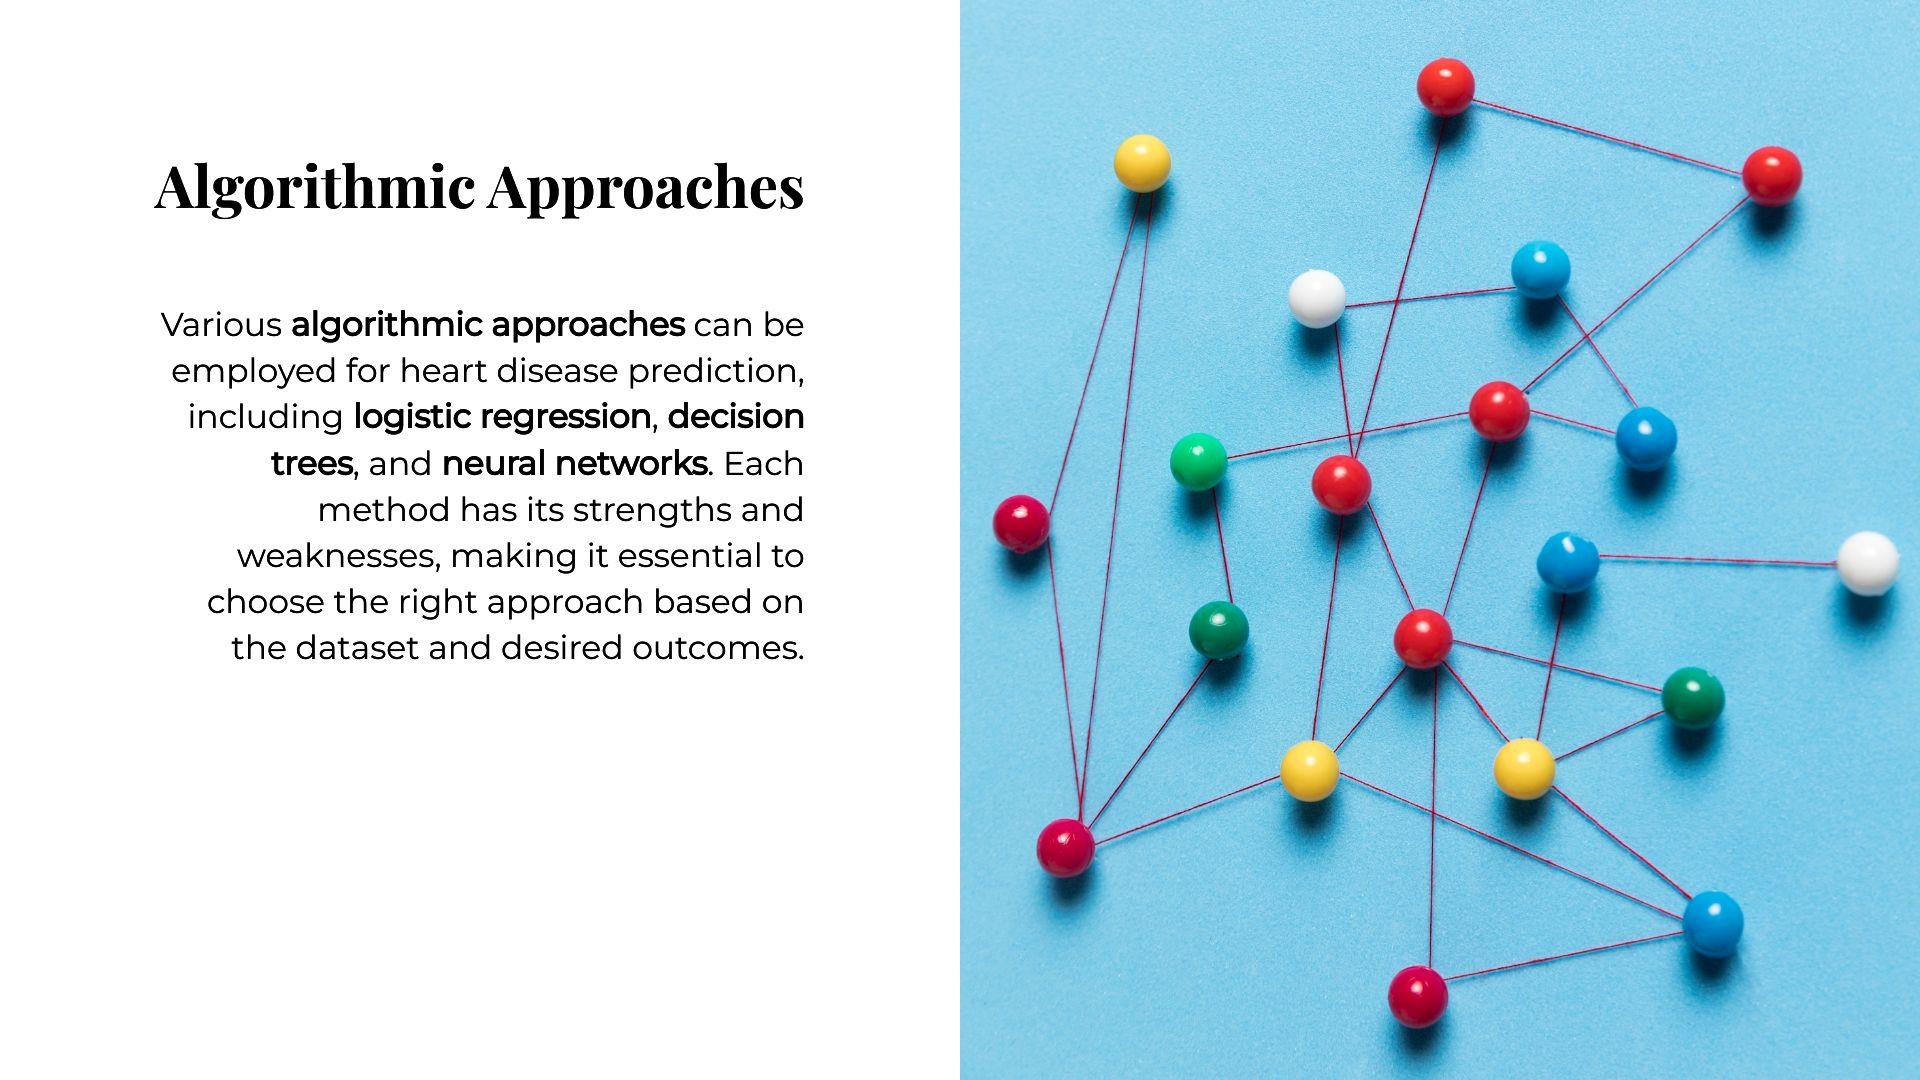 Algorithmic Approaches
Various algorithmic approaches can be
employed for heart disease prediction,
including logistic regression, decision
trees, and neural networks. Each
method has its strengths and
weaknesses, making it essential to
choose the right approach based on
the dataset and desired outcomes.